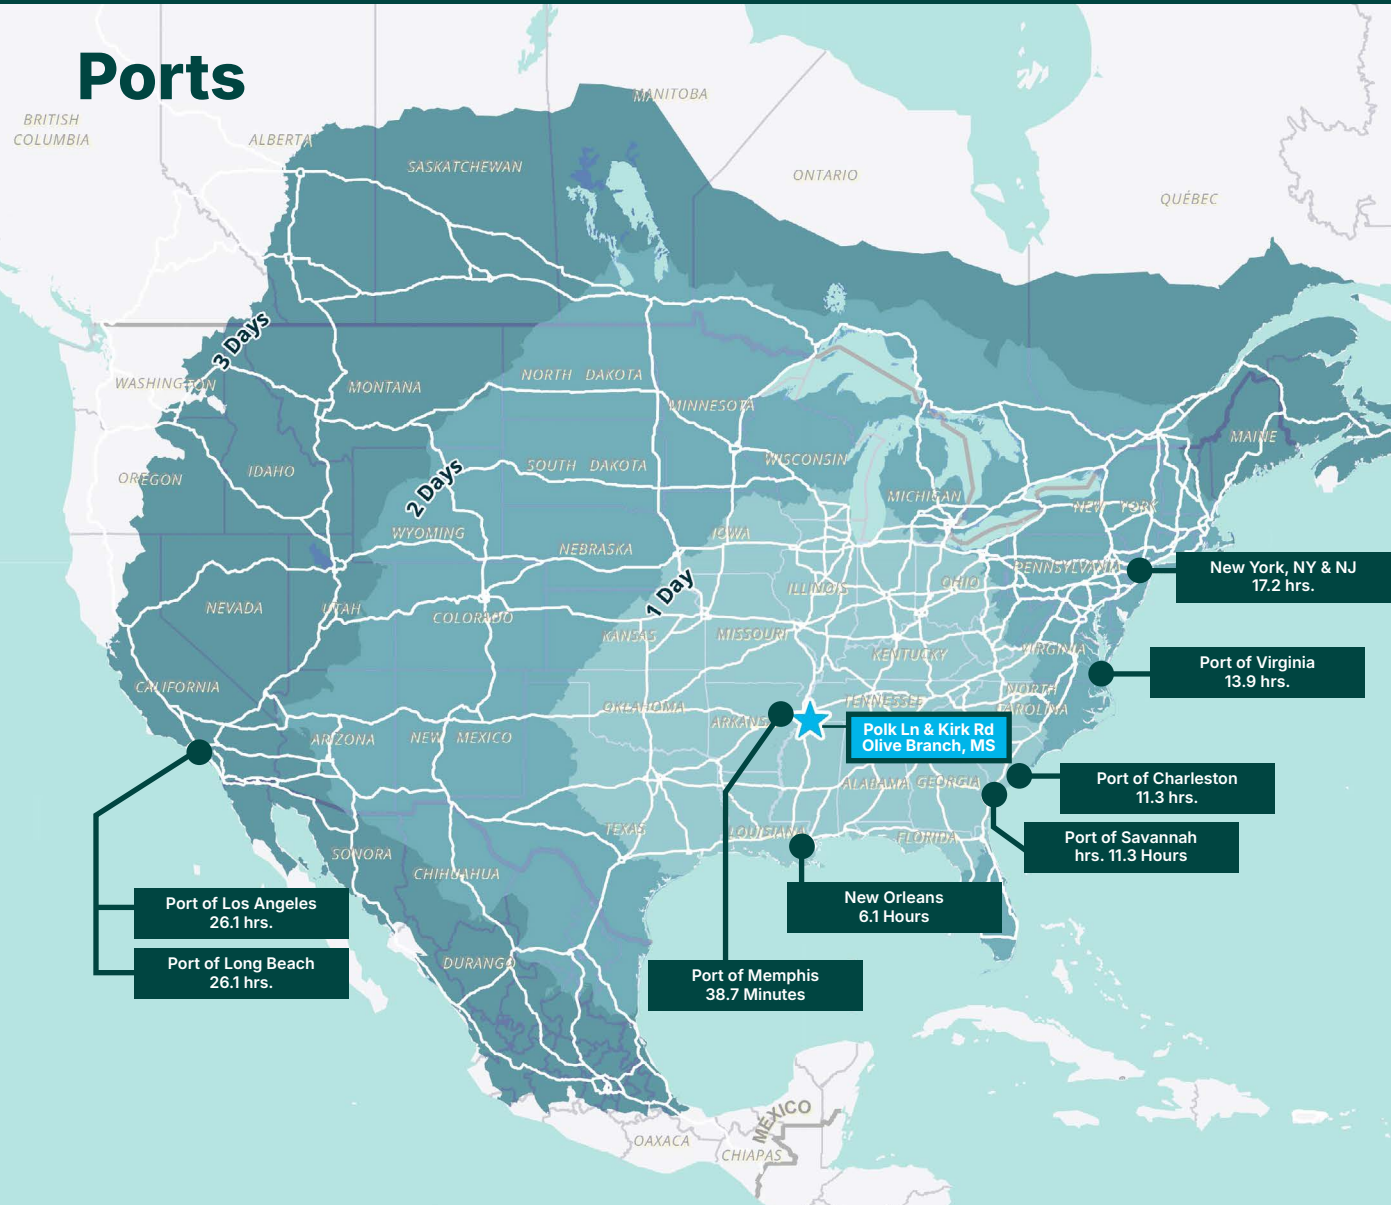 Ports
MANITOBA
BRITISH
COLUMBIA
ALBERTA
SASKATCHEWAN
ONTARIO
QUÉBEC
3 Days
WASHINGTON
MONTANA
NORTH DAKOTA
MINNESOTA
MAINE
OREGON
IDAHO
2 Days
SOUTH DAKOTA
WISCONSIN
MICHIGAN
NEW YORK
WYOMING
NEBRASKA
IOWA
PENNSYLVANIA
New York, NY & NJ
17.2 hrs.
NEVADA
UTAH
COLORADO
1 Day
ILLINOIS
OHIO
KANSAS
MISSOURI
KENTUCKY
VIRGINIA
Port of Virginia
13.9 hrs.
CALIFORNIA
ARIZONA
NEW MEXICO
OKLAHOMA
ARKANS
TENNESSEE
NORTH
CAROLINA
Polk Ln & Kirk Rd
Olive Branch, MS
ALABAMA
GEORGIA
Port of Charleston
11.3 hrs.
TEXAS
LOUISIANA
FLORIDA
Port of Savannah
hrs. 11.3 Hours
SONORA
CHIHUAHUA
Port of Los Angeles
26.1 hrs.
New Orleans
6.1 Hours
Port of Long Beach
26.1 hrs.
DURANGO
Port of Memphis
38.7 Minutes
MÉXICO
OAXACA
CHIAPAS